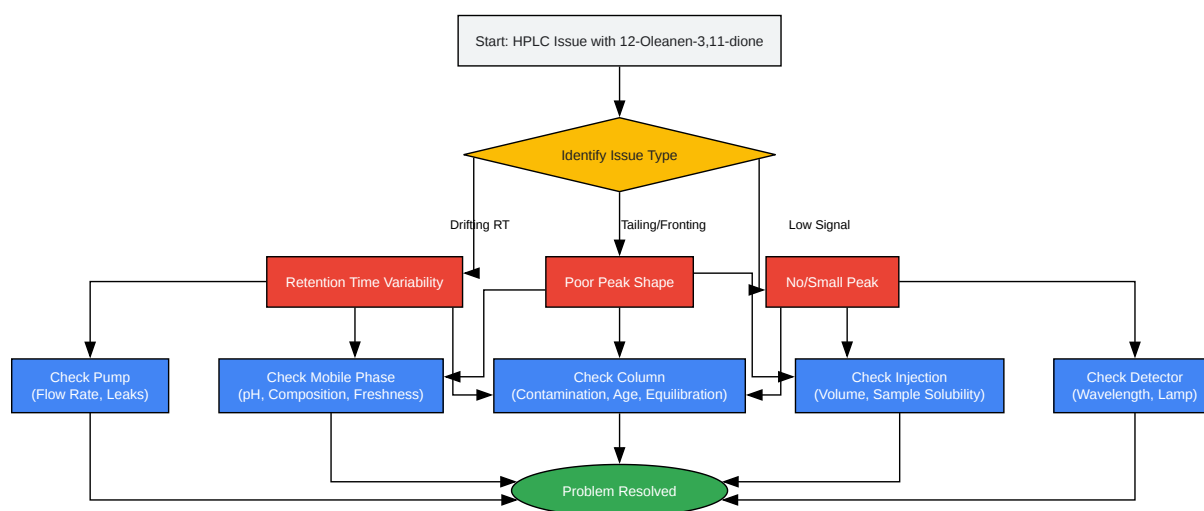 Start: HPLC Issue with 12-Oleanen-3,11-dione
Identify Issue Type
Drifting RT
Tailing/Fronting
Low Signal
Retention Time Variability
Poor Peak Shape
No/Small Peak
Check Pump
(Flow Rate, Leaks)
Check Mobile Phase
(pH, Composition, Freshness)
Check Column
(Contamination, Age, Equilibration)
Check Injection
(Volume, Sample Solubility)
Check Detector
(Wavelength, Lamp)
Problem Resolved